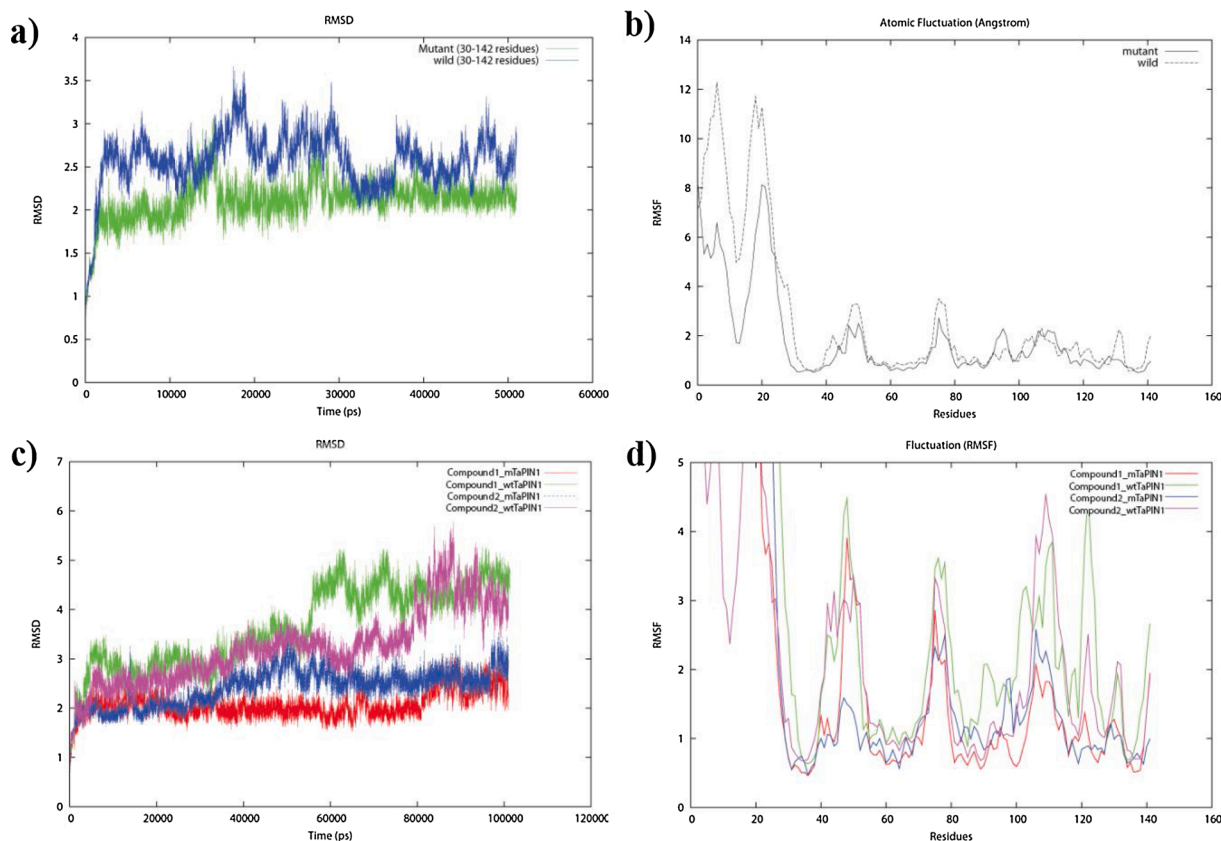 a)
RMSD
Mutant (30-142 residues)
wild (30-142 residues)
4
3.5
3
2.5
2
1.5
1
0.5
0
RMSD
0 10000 20000 30000 40000 50000 60000
Time (ps)
b)
Atomic Fluctuation (Angstrom)
mutant
wild
14
12
10
8
6
4
2
0
RMSF
0 20 40 60 80 100 120 140 160
Residues
c)
RMSD
Compound1_mTaPIN1
Compound1_wtTaPIN1
Compound2_mTaPIN1
Compound2_wtTaPIN1
7
6
5
4
3
2
1
0
RMSD
0 20000 40000 60000 80000 100000 120000
Time (ps)
d)
Fluctuation (RMSF)
Compound1_mTaPIN1
Compound1_wtTaPIN1
Compound2_mTaPIN1
Compound2_wtTaPIN1
5
4
3
2
1
0
RMSF
0 20 40 60 80 100 120 140 160
Residues